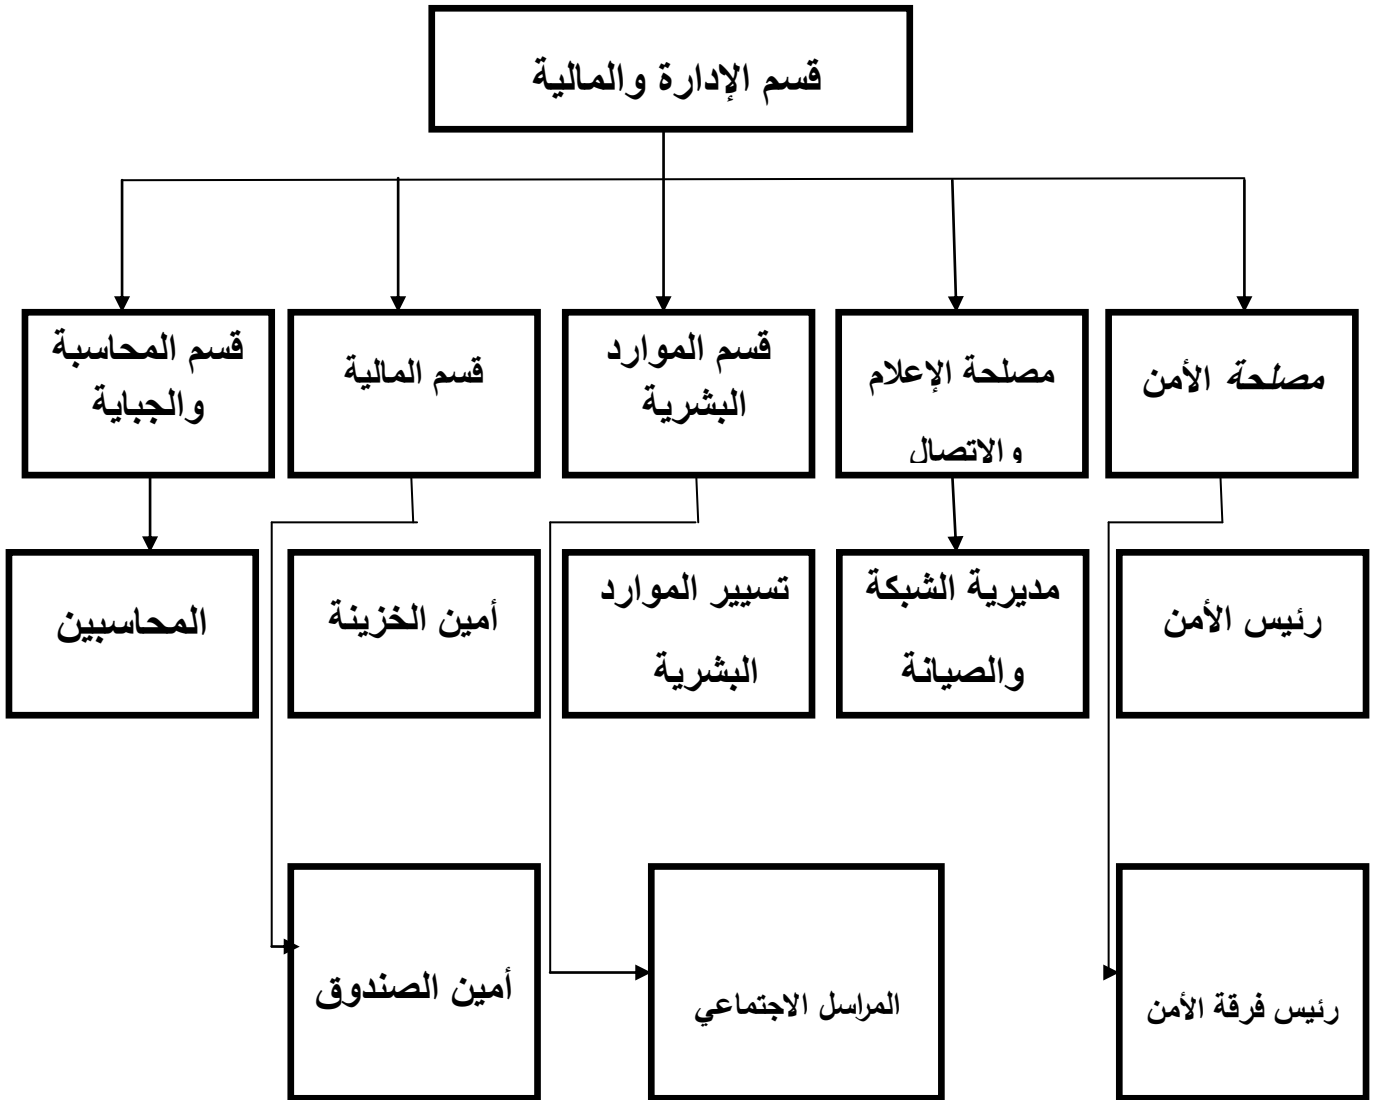 قسم الإدارة والمالية
مصلحة الأمن
مصلحة الإعلام
والاتصال
قسم الموارد
البشرية
قسم المالية
قسم المحاسبة
والجباية
رئيس الأمن
مديرية الشبكة
والصيانة
تسيير الموارد
البشرية
أمين الخزينة
المحاسبين
رئيس فرقة الأمن
المراسل الاجتماعي
أمين الصندوق